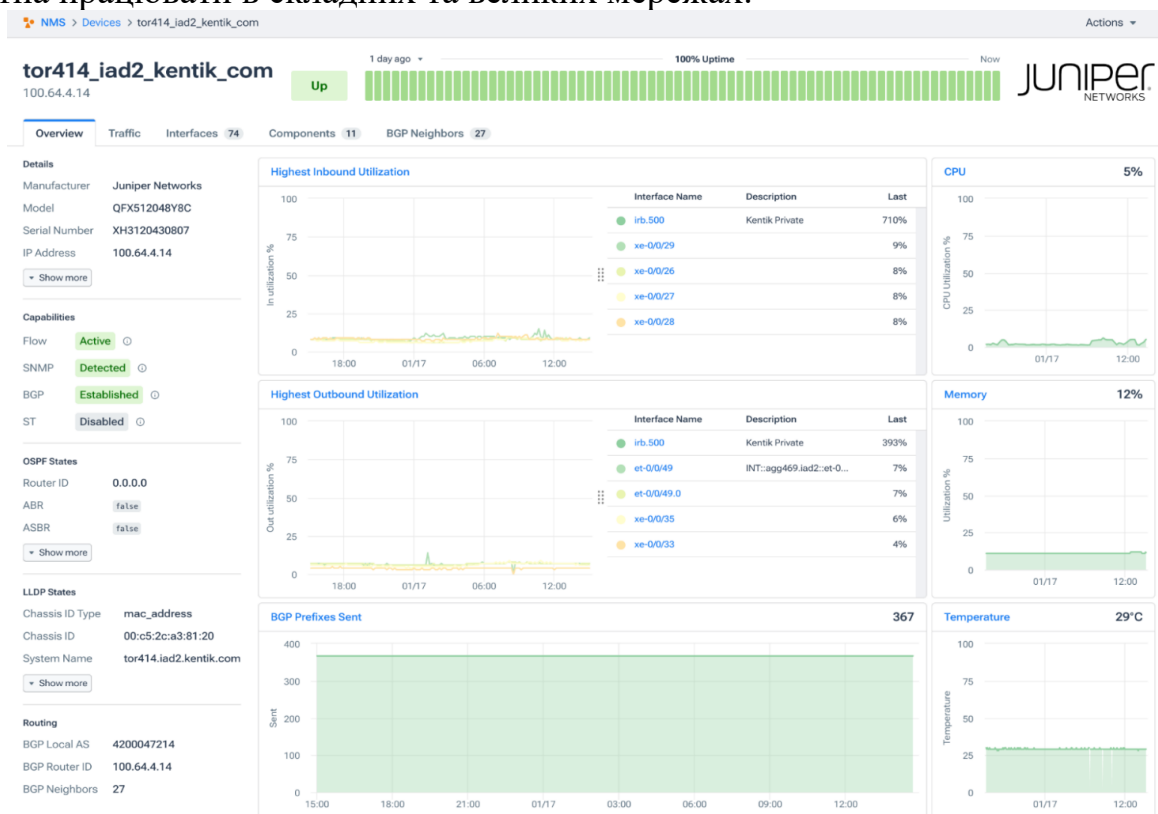 на працювати в складних та великих мережах.
NMS > Devices > tor414_iad2_kentik_com
Actions
tor414_iad2_kentik_com
100.64.4.14
Up
1 day ago
100% Uptime
Now
JUNIPER
NETWORKS
Overview Traffic Interfaces 74 Components 11 BGP Neighbors 27
Details
Manufacturer Juniper Networks
Model QFX512048Y8C
Serial Number XH3120430807
IP Address 100.64.4.14
Show more
Capabilities
Flow Active
SNMP Detected
BGP Established
ST Disabled
OSPF States
Router ID 0.0.0.0
ABR false
ASBR false
Show more
LLDP States
Chassis ID Type mac_address
Chassis ID 00:c5:2c:a3:81:20
System Name tor414.iad2.kentik.com
Show more
Routing
BGP Local AS 4200047214
BGP Router ID 100.64.4.14
BGP Neighbors 27
Highest Inbound Utilization
In utilization %
100
75
50
25
0
18:00 01/17 06:00 12:00
Interface Name Description Last
irb.500 Kentik Private 710%
xe-0/0/29 9%
xe-0/0/26 8%
xe-0/0/27 8%
xe-0/0/28 8%
Highest Outbound Utilization
Out utilization %
100
75
50
25
0
18:00 01/17 06:00 12:00
Interface Name Description Last
irb.500 Kentik Private 393%
et-0/0/49 INT::agg469.iad2::et-0...
7%
et-0/0/49.0 7%
xe-0/0/35 6%
xe-0/0/33 4%
BGP Prefixes Sent 367
Sent
400
300
200
100
0
15:00 18:00 21:00 01/17 03:00 06:00 09:00 12:00
CPU 5%
CPU Utilization %
100
75
50
25
0
01/17 12:00
Memory 12%
Utilization %
100
75
50
25
0
01/17 12:00
Temperature 29°C
Temperature
100
75
50
25
0
01/17 12:00